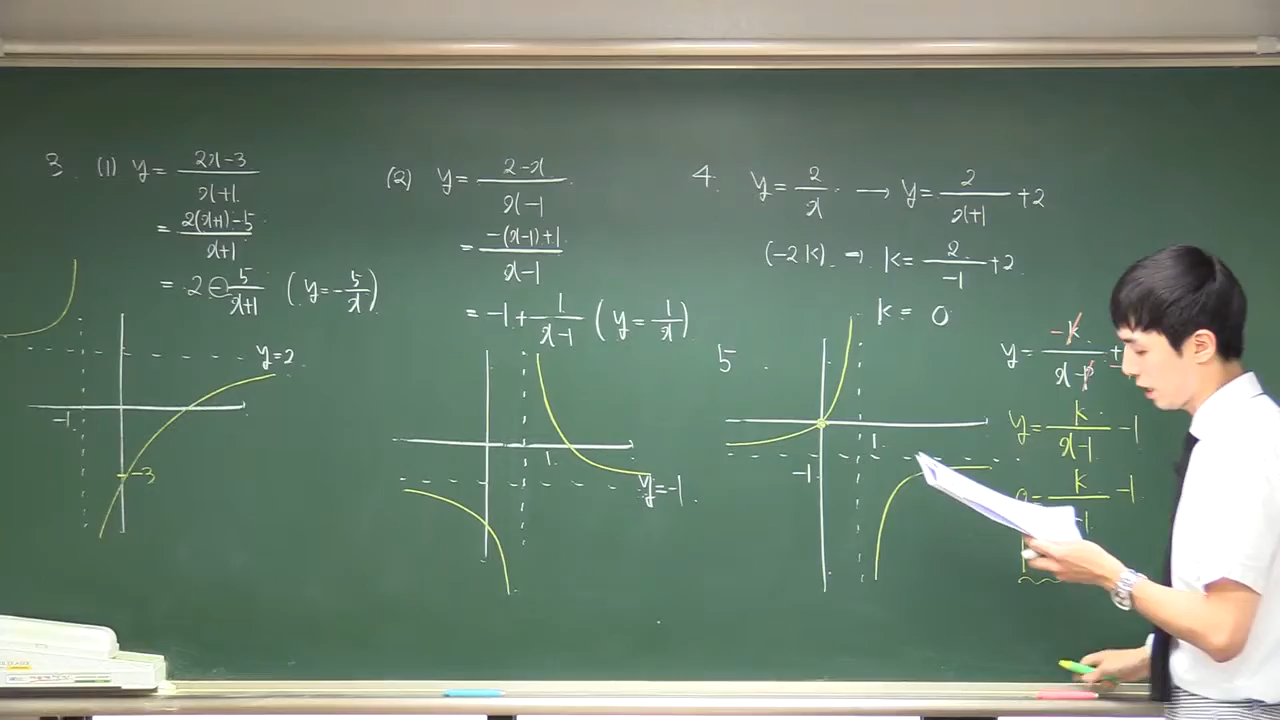 3. (1) y = (2x-3)/(x+1)
= (2(x+1)-5)/(x+1)
= 2 - 5/(x+1) (y = -5/x)
y=2
-1
-3
(2) y = (2-x)/(x-1)
= (-(x-1)+1)/(x-1)
= -1 + 1/(x-1) (y = 1/x)
1
y=-1
4. y = 2/x → y = 2/(x+1) + 2
(-2 k) → k = 2/(-1) + 2
k = 0
5.
1
-1
y = k/(x-1) - 1